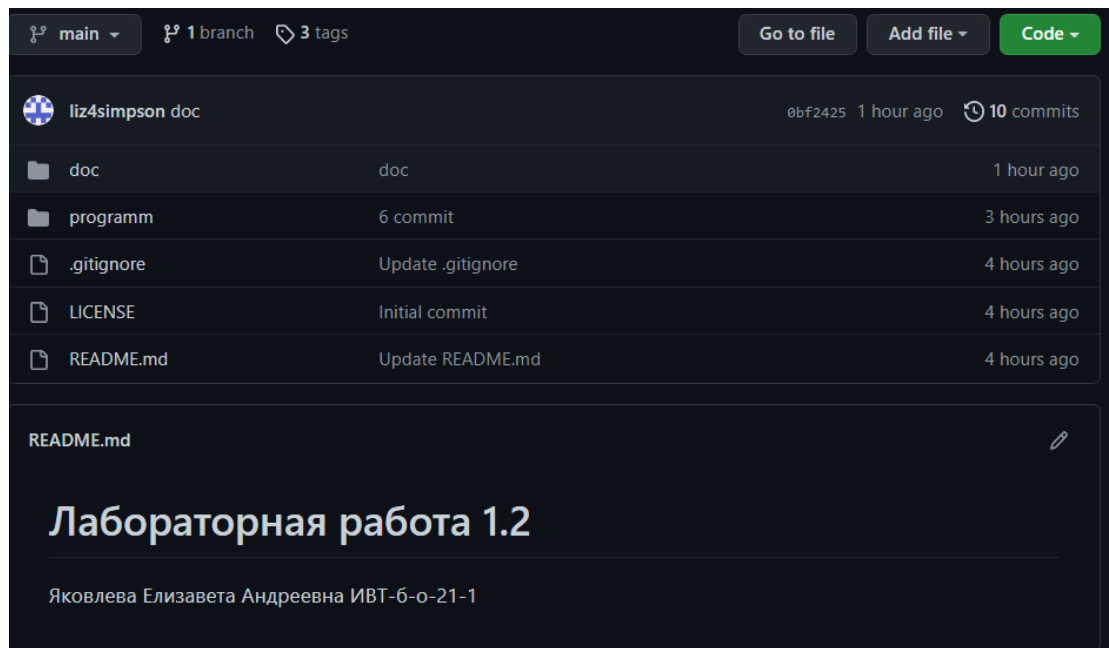 main 1 branch 3 tags Go to file Add file Code
liz4simpson doc 0bf2425 1 hour ago 10 commits
doc doc 1 hour ago
programm 6 commit 3 hours ago
.gitignore Update .gitignore 4 hours ago
LICENSE Initial commit 4 hours ago
README.md Update README.md 4 hours ago
README.md
Лабораторная работа 1.2
Яковлева Елизавета Андреевна ИВТ-б-о-21-1